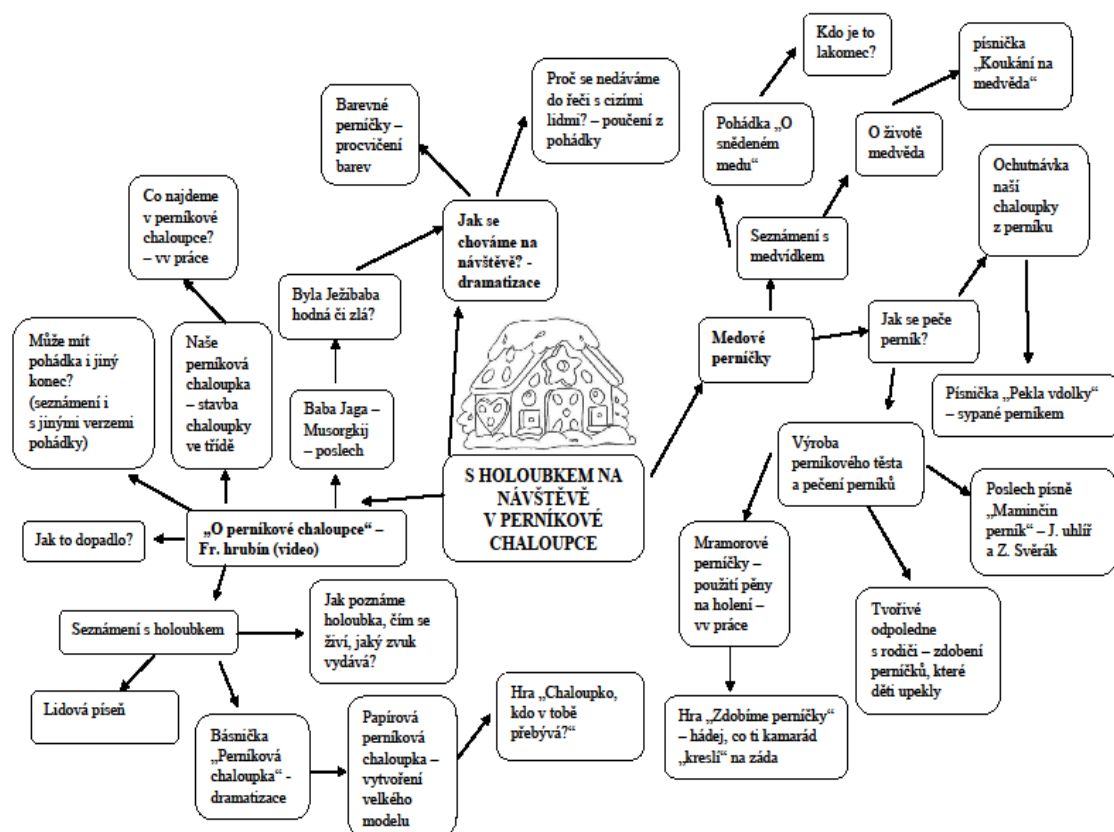 Kdo je to
lakomec?
písnička
„Koukání na
medvěda“
Proč se nedáváme
do řeči s cizími
lidmi? – poučení z
pohádky
Barevné
perníčky –
procvičení
barev
Pohádka „O
snědeném
medu“
O životě
medvěda
Ochutnávka
naší
chaloupky
z perníku
Co najdeme
v perníkové
chaloupce?
– vv práce
Jak se
chováme na
návštěvě? -
dramatizace
Seznámení s
medvídkem
Byla Ježibaba
hodná či zlá?
Medové
perníčky
Jak se peče
perník?
Může mít
pohádka i jiný
konec?
(seznámení i
s jinými verzemi
pohádky)
Naše
perníková
chaloupka
– stavba
chaloupky
ve třídě
Baba Jaga –
Musorgkij
– poslech
Písnička „Pekla vdolky“
– sypané perníkem
Výroba
perníkového těsta
a pečení perníků
S HOLOUBKEM NA
NÁVŠTĚVĚ
V PERNÍKOVÉ
CHALOUPCE
Poslech písně
„Maminčin
perník“ – J. uhlíř
a Z. Svěrák
Jak to dopadlo?
„O perníkové chaloupce“ –
Fr. hrubín (video)
Mramorové
perníčky –
použití pěny
na holení –
vv práce
Jak poznáme
holoubka, čím se
živí, jaký zvuk
vydává?
Tvořivé
odpoledne
s rodiči – zdobení
perníčků, které
děti upekly
Seznámení s holoubkem
Lidová píseň
Básnička
„Perníková
chaloupka“ -
dramatizace
Papírová
perníková
chaloupka –
vytvoření
velkého
modelu
Hra „Chaloupko,
kdo v tobě
přebývá?“
Hra „Zdobíme perníčky“
– hádej, co ti kamarád
„kreslí“ na záda